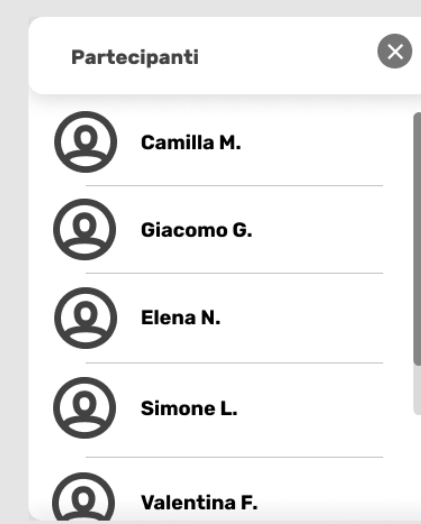 Partecipanti
Camilla M.
Giacomo G.
Elena N.
Simone L.
Valentina F.